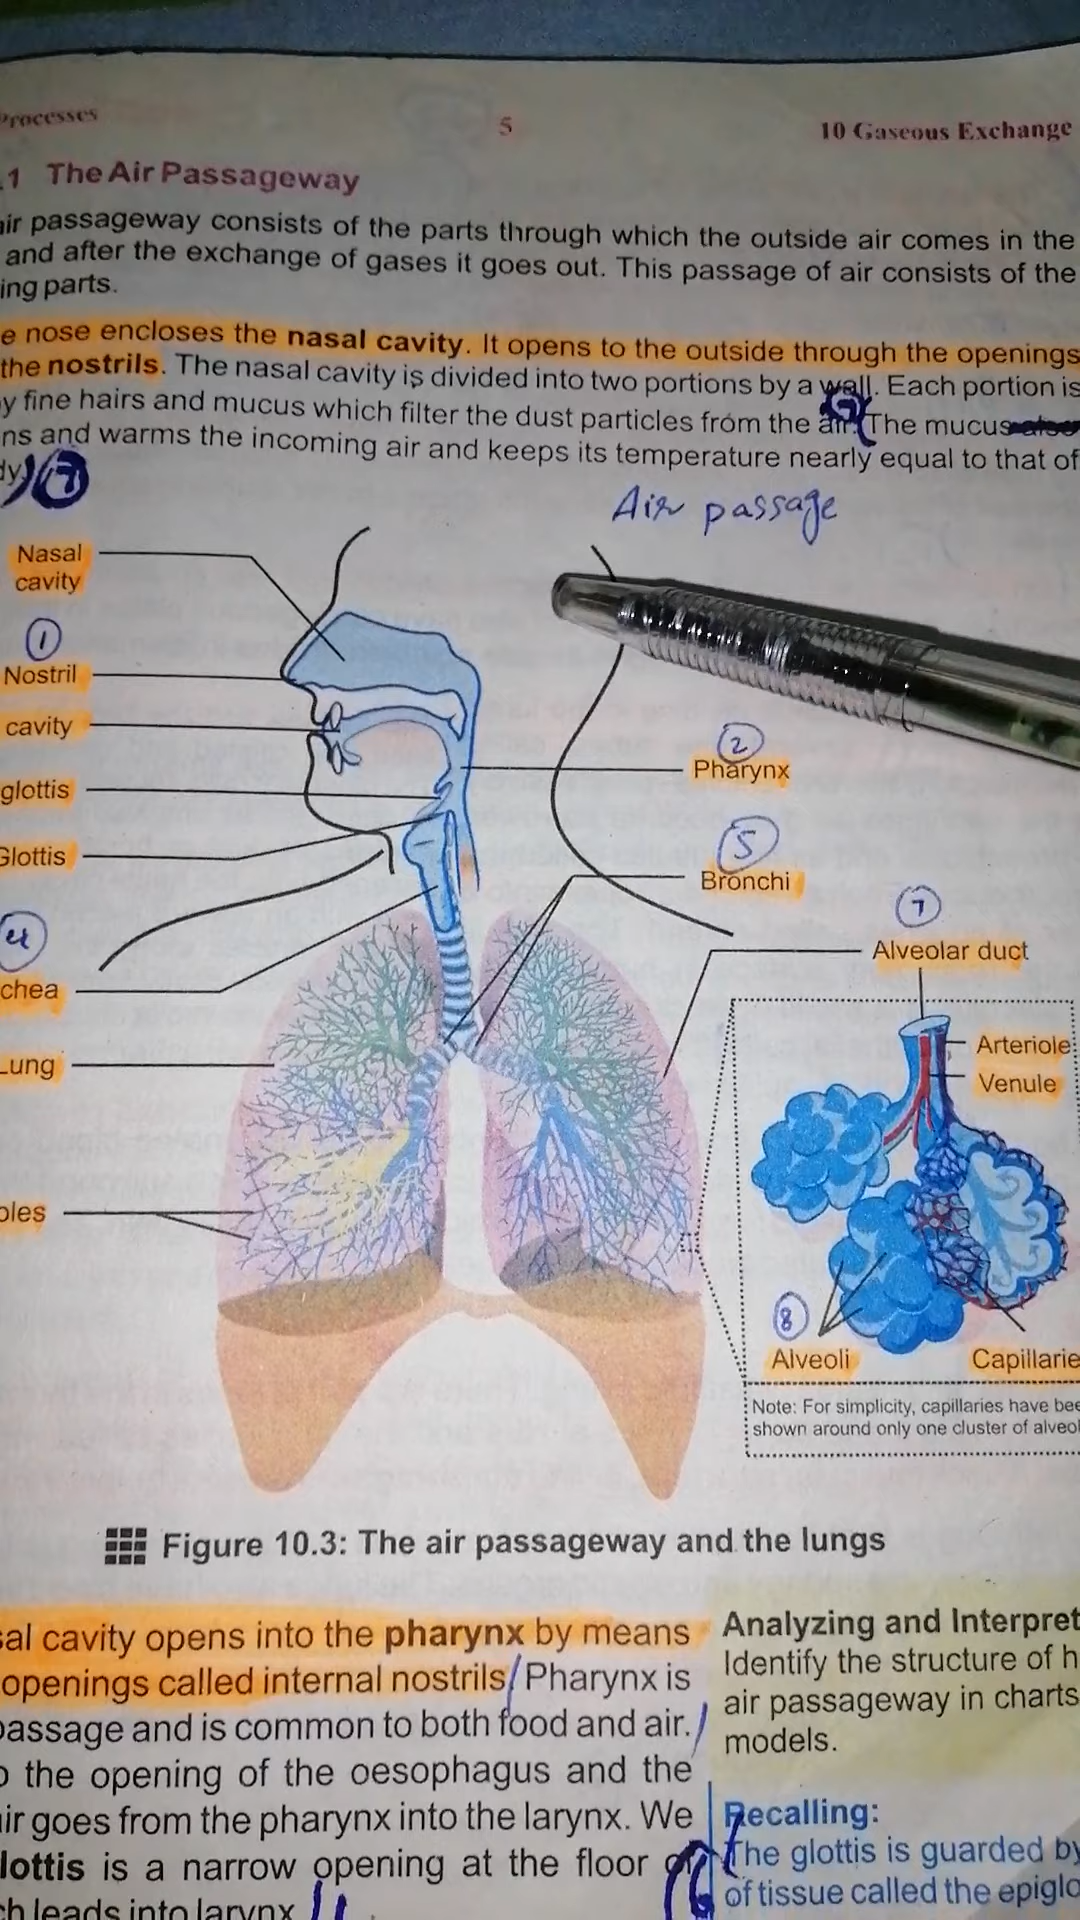 Processes 5 10 Gaseous Exchange
.1 The Air Passageway
air passageway consists of the parts through which the outside air comes in the
and after the exchange of gases it goes out. This passage of air consists of the
ing parts.
e nose encloses the nasal cavity. It opens to the outside through the openings
the nostrils. The nasal cavity is divided into two portions by a wall. Each portion is
y fine hairs and mucus which filter the dust particles from the air. The mucus also
ns and warms the incoming air and keeps its temperature nearly equal to that of
dy. 7
Air passage
Nasal
cavity
1
Nostril
cavity
2
Pharynx
glottis
5
Glottis
Bronchi
7
4
Alveolar duct
chea
Arteriole
Lung
Venule
oles
8
Alveoli
Capillarie
Note: For simplicity, capillaries have bee
shown around only one cluster of alveol
Figure 10.3: The air passageway and the lungs
sal cavity opens into the pharynx by means
openings called internal nostrils/ Pharynx is
passage and is common to both food and air./
o the opening of the oesophagus and the
ir goes from the pharynx into the larynx. We
lottis is a narrow opening at the floor
ch leads into larynx
Analyzing and Interpret
Identify the structure of h
air passageway in charts
models.
Recalling:
The glottis is guarded by
of tissue called the epiglo